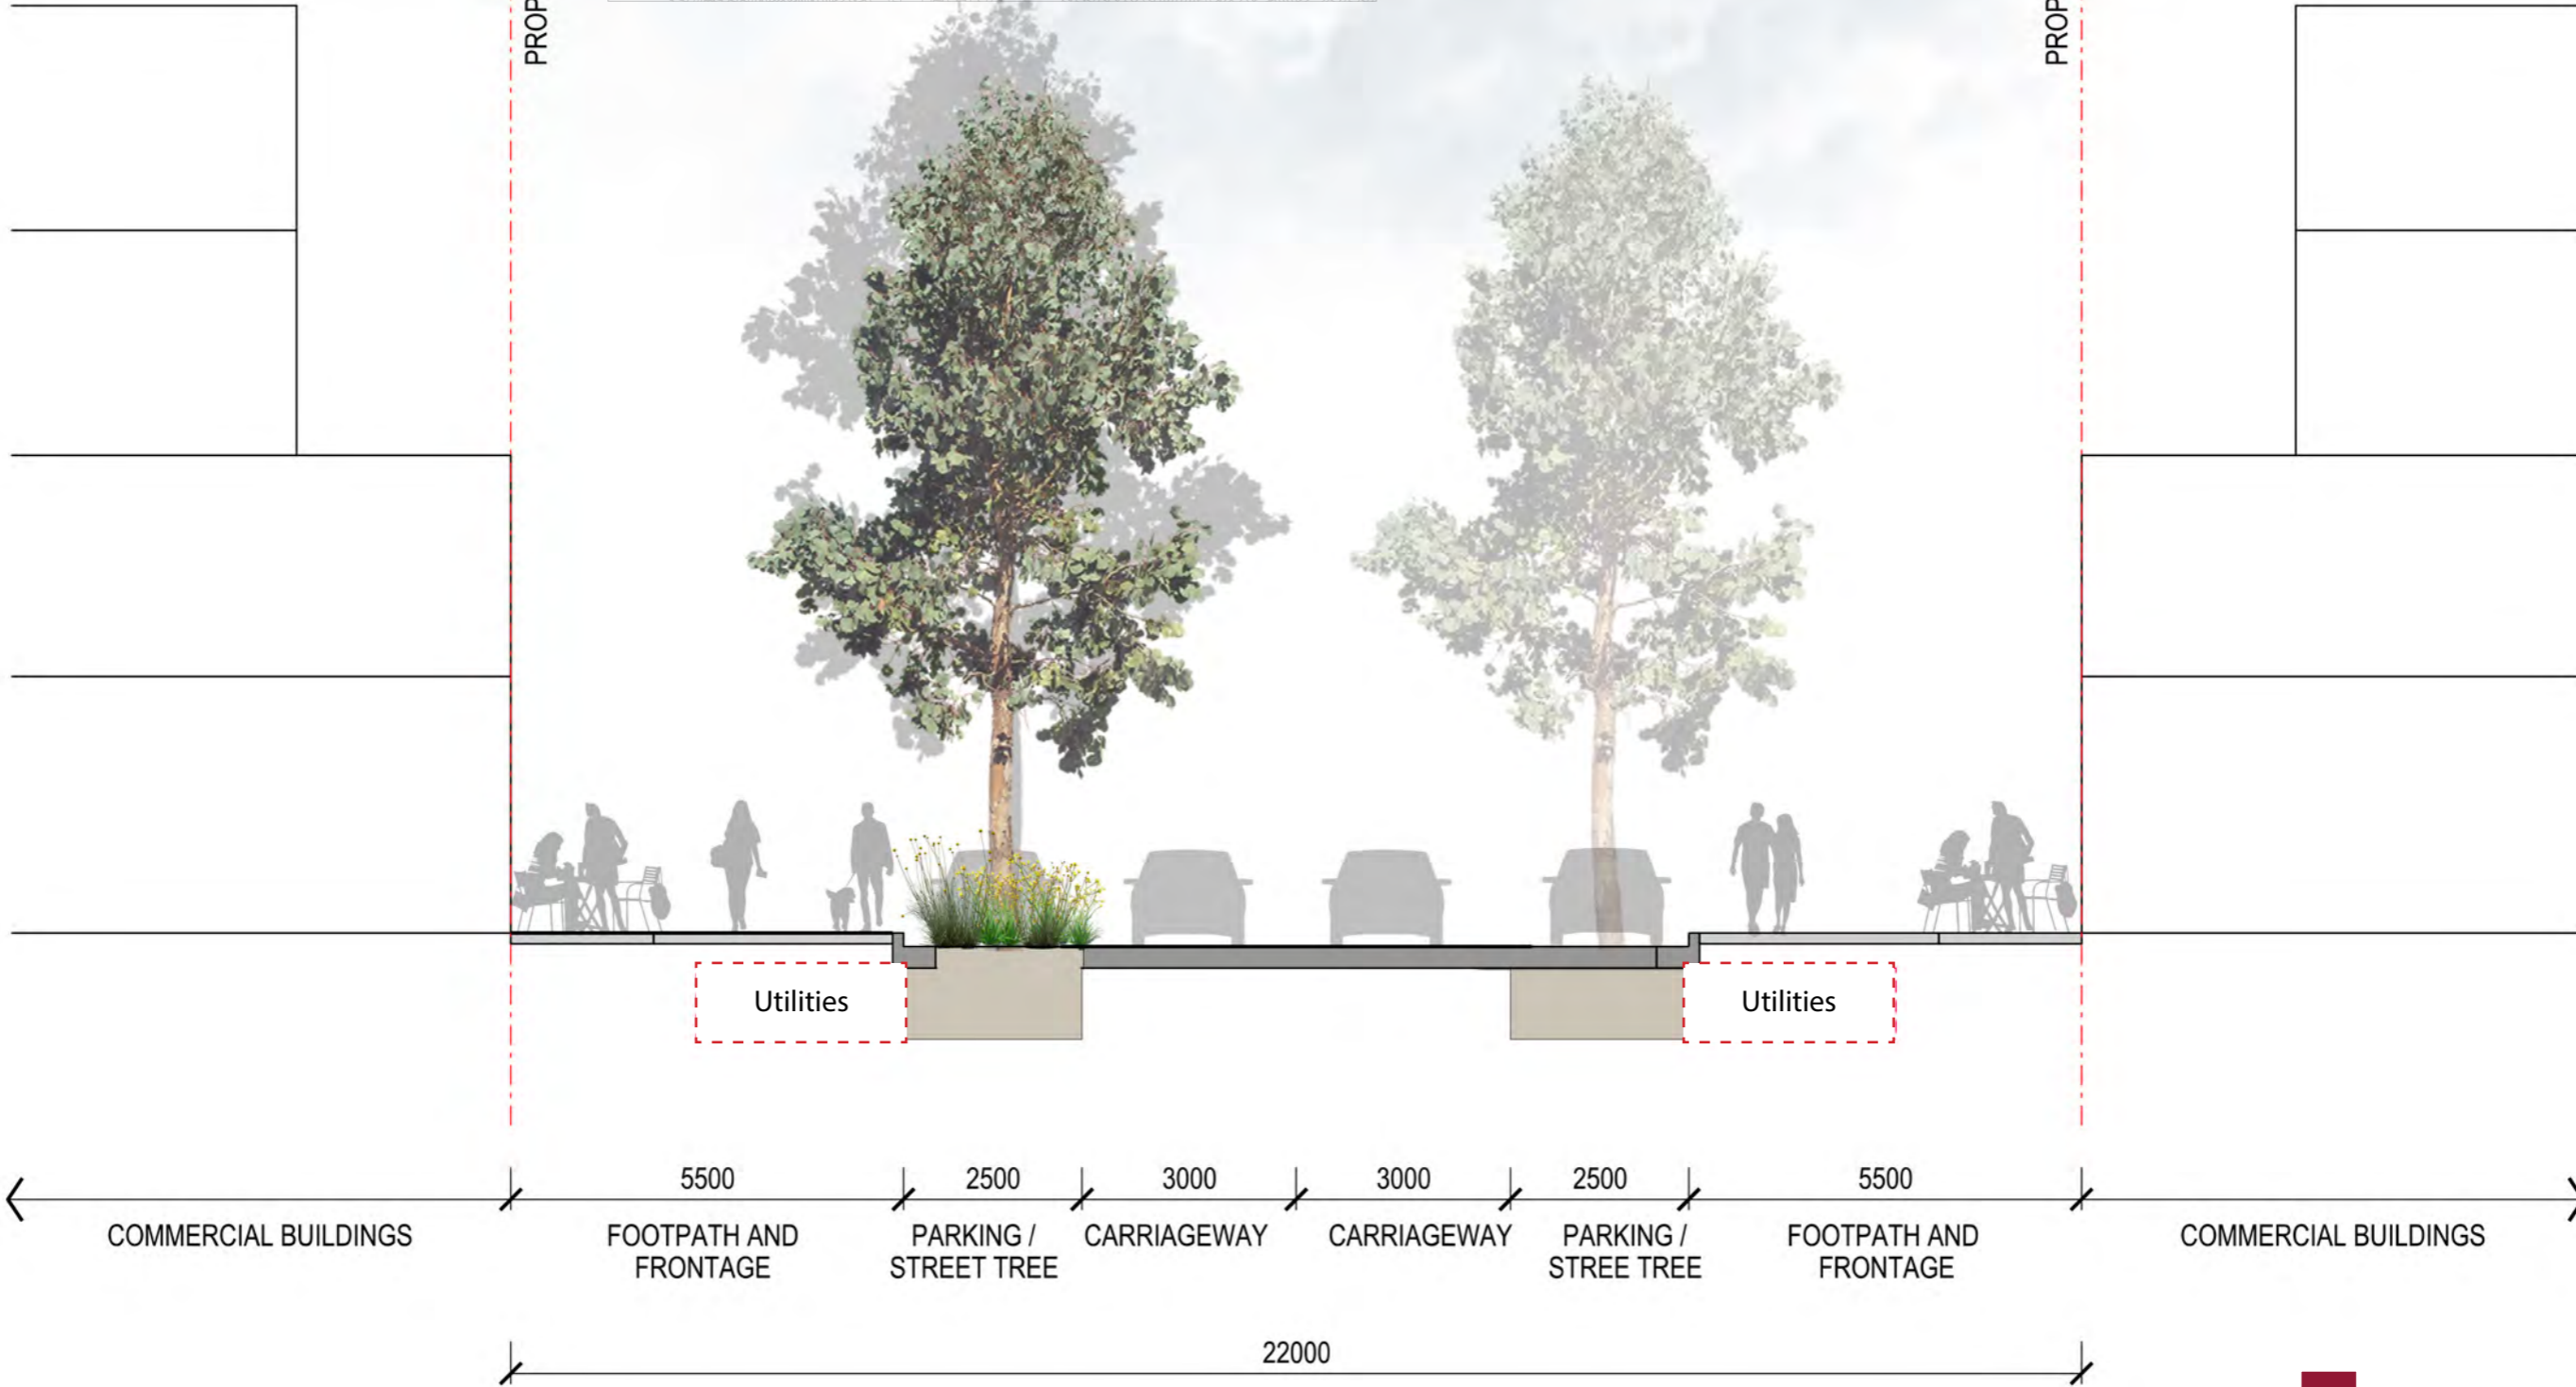 PROP
PROP
Utilities
Utilities
5500
2500
3000
3000
2500
5500
COMMERCIAL BUILDINGS
FOOTPATH AND
FRONTAGE
PARKING /
STREET TREE
CARRIAGEWAY
CARRIAGEWAY
PARKING /
STREE TREE
FOOTPATH AND
FRONTAGE
COMMERCIAL BUILDINGS
22000